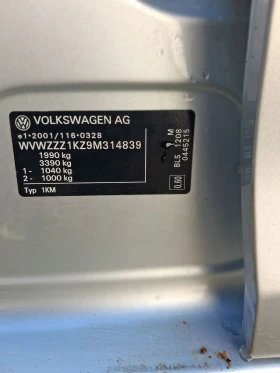 VOLKSWAGEN AG
e1*2001/116*0328
WVWZZZ1KZ9M314839
1990 kg
3390 kg
1- 1040 kg
2- 1000 kg
Typ 1KM
M
BLS 1208
0445215
0,60